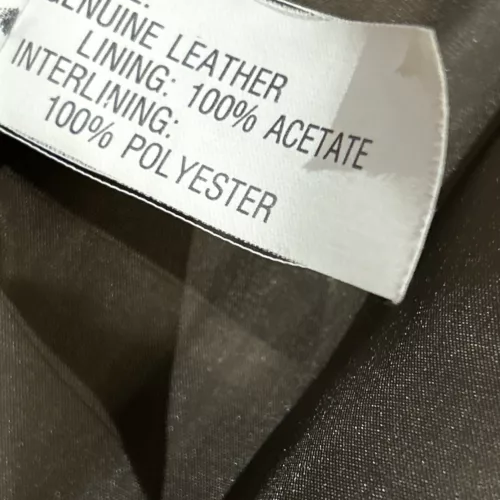 GENUINE LEATHER
LINING: 100% ACETATE
INTERLINING:
100% POLYESTER